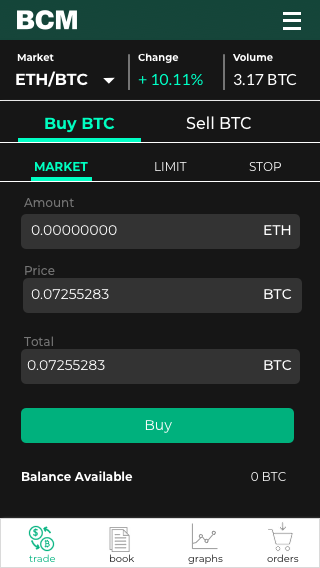 BCM
Market Change Volume
ETH/BTC + 10.11% 3.17 BTC
Buy BTC Sell BTC
MARKET LIMIT STOP
Amount
0.00000000 ETH
Price
0.07255283 BTC
Total
0.07255283 BTC
Buy
Balance Available 0 BTC
trade book graphs orders